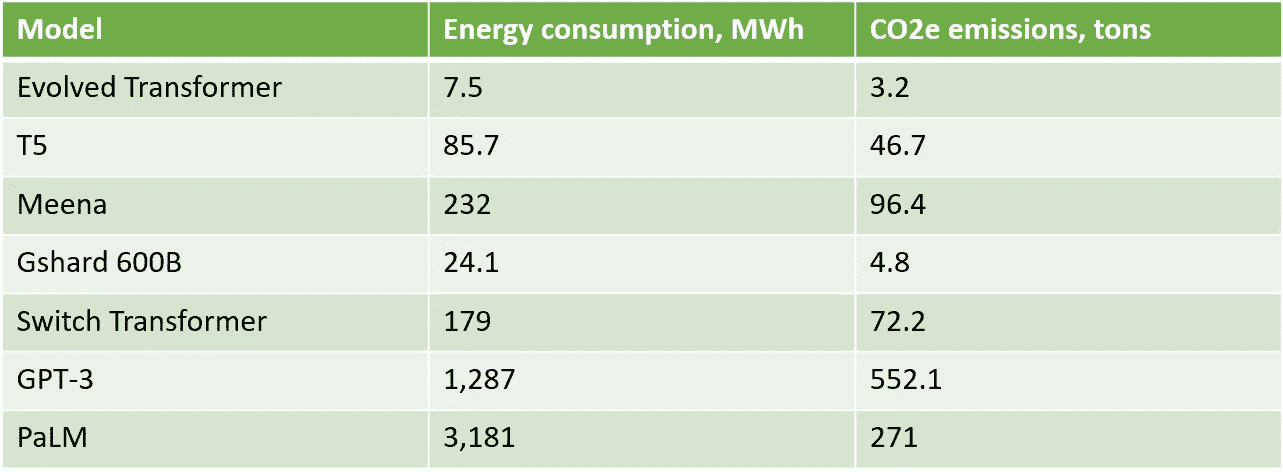 Model Energy consumption, MWh CO2e emissions, tons
Evolved Transformer 7.5 3.2
T5 85.7 46.7
Meena 232 96.4
Gshard 600B 24.1 4.8
Switch Transformer 179 72.2
GPT-3 1,287 552.1
PaLM 3,181 271